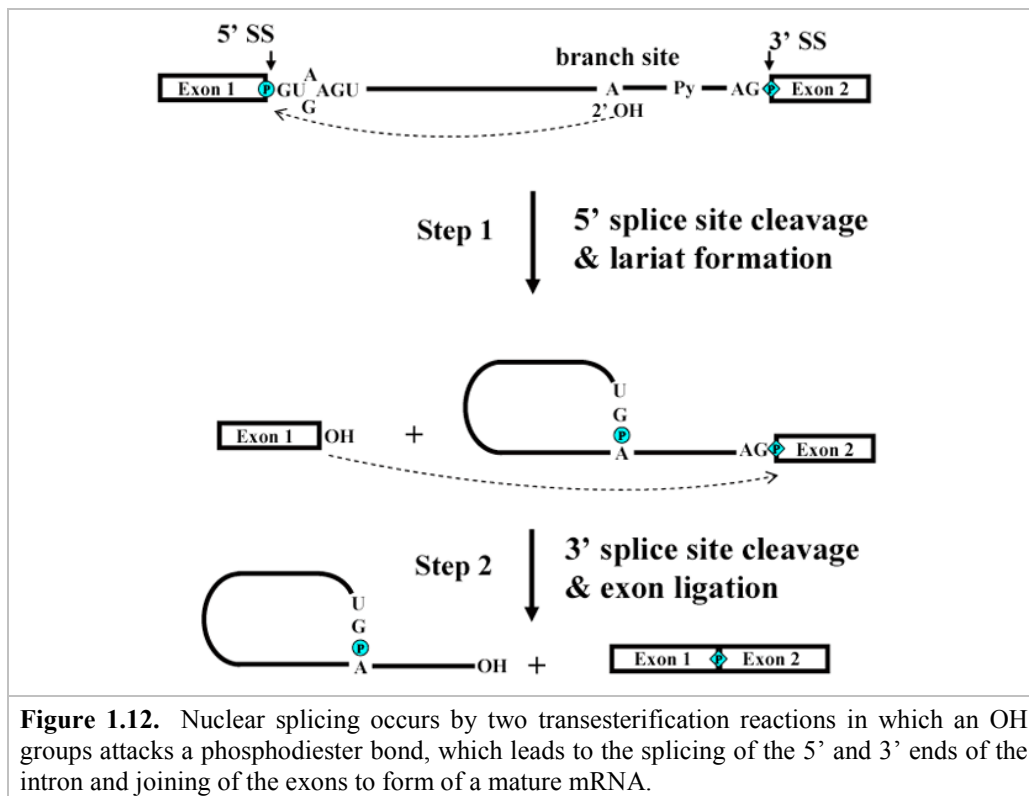 5' SS
3' SS
branch site
Exon 1 P GU A G AGU A Py AG P Exon 2
2' OH
Step 1
5' splice site cleavage
& lariat formation
U
G
P
Exon 1 OH + A AG P Exon 2
Step 2
3' splice site cleavage
& exon ligation
U
G
P
A OH + Exon 1 P Exon 2
Figure 1.12. Nuclear splicing occurs by two transesterification reactions in which an OH
groups attacks a phosphodiester bond, which leads to the splicing of the 5' and 3' ends of the
intron and joining of the exons to form of a mature mRNA.